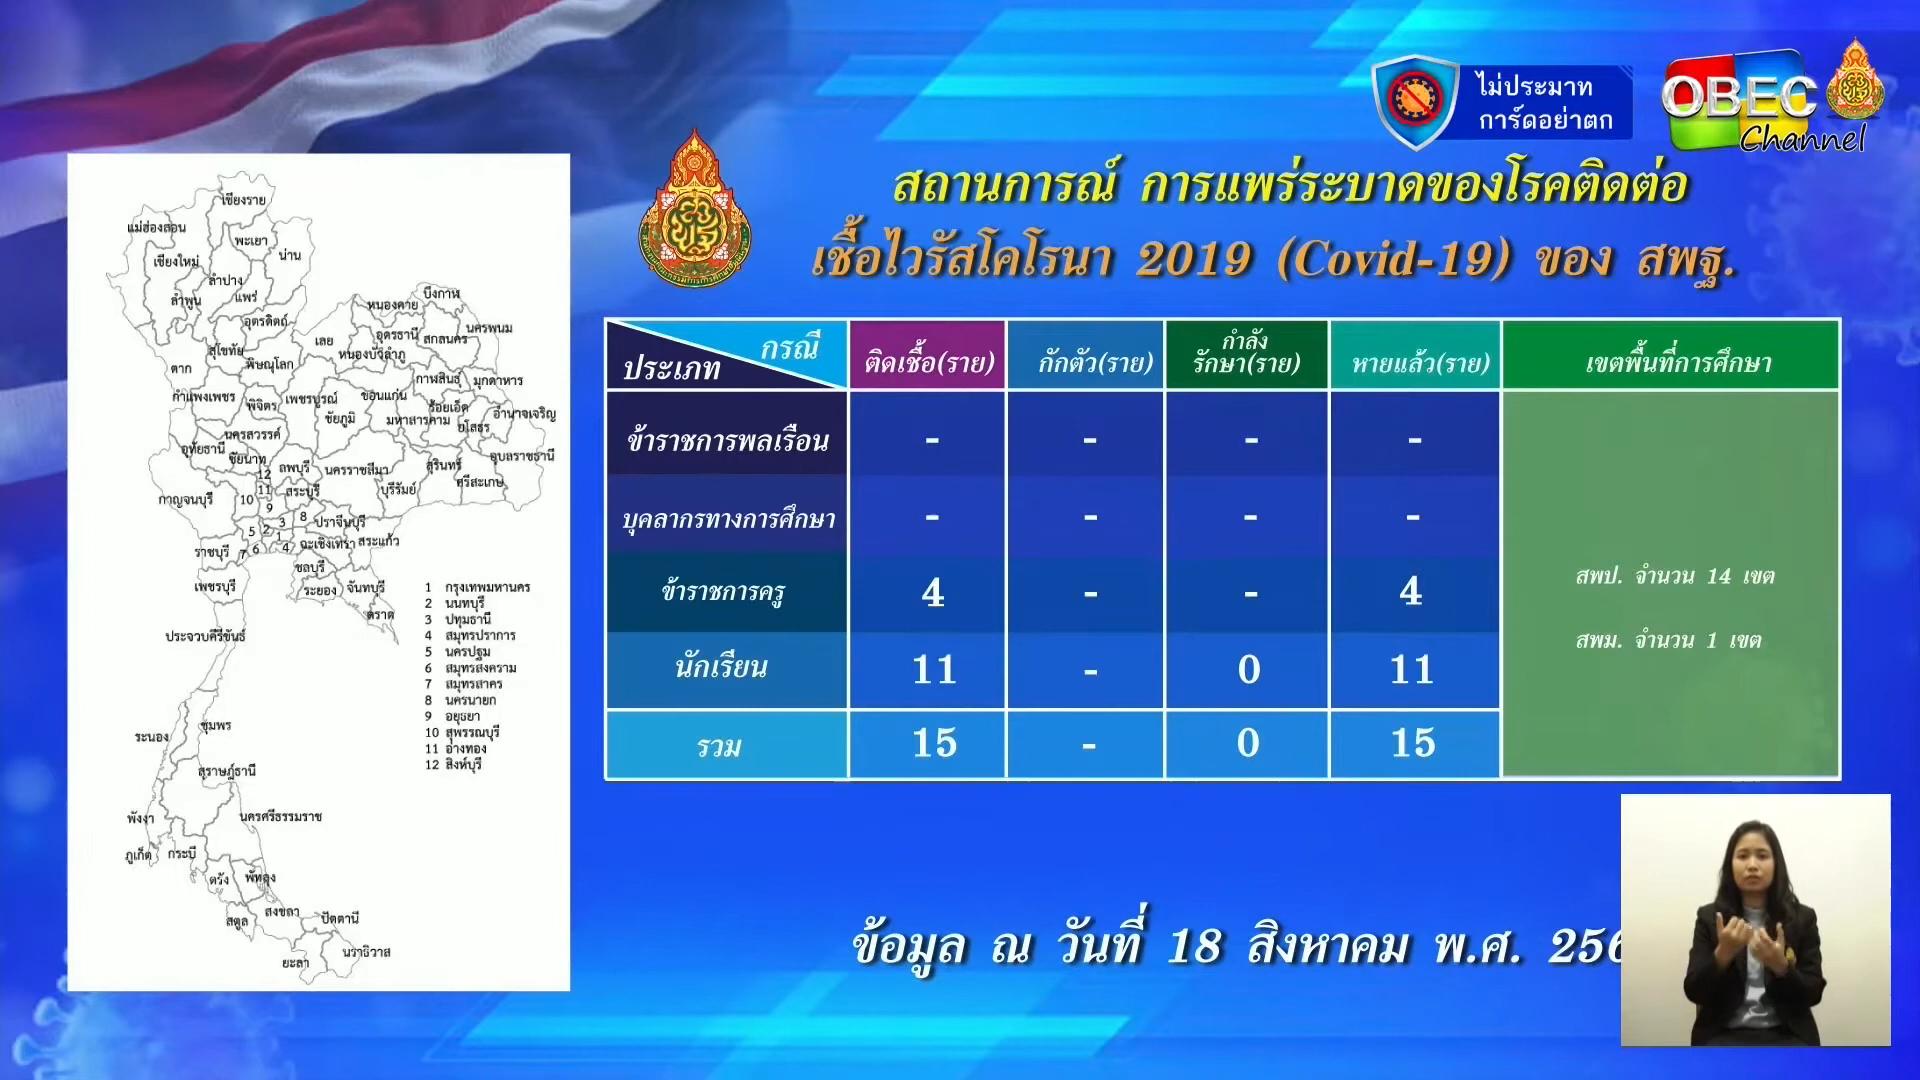 ไม่ประมาท
การ์ดอย่าตก
OBEC
Channel
สถานการณ์ การแพร่ระบาดของโรคติดต่อ
เชื้อไวรัสโคโรนา 2019 (Covid-19) ของ สพฐ.
กรณี
ประเภท
ติดเชื้อ(ราย)
กักตัว(ราย)
กำลัง
รักษา(ราย)
หายแล้ว(ราย)
เขตพื้นที่การศึกษา
ข้าราชการพลเรือน - - - -
บุคลากรทางการศึกษา - - - -
ข้าราชการครู 4 - - 4
นักเรียน 11 - 0 11
รวม 15 - 0 15
สพป. จำนวน 14 เขต
สพม. จำนวน 1 เขต
ข้อมูล ณ วันที่ 18 สิงหาคม พ.ศ.
เชียงราย
แม่ฮ่องสอน
พะเยา
น่าน
เชียงใหม่
ลำปาง
ลำพูน
แพร่
บึงกาฬ
หนองคาย
อุตรดิตถ์
นครพนม
เลย
อุดรธานี
สกลนคร
สุโขทัย
หนองบัวลำภู
ตาก
พิษณุโลก
กาฬสินธุ์
มุกดาหาร
กำแพงเพชร
พิจิตร
เพชรบูรณ์
ขอนแก่น
ร้อยเอ็ด
อำนาจเจริญ
ชัยภูมิ
มหาสารคาม
ยโสธร
นครสวรรค์
อุทัยธานี
ชัยนาท
ลพบุรี
นครราชสีมา
สุรินทร์
อุบลราชธานี
12
11
สระบุรี
บุรีรัมย์
ศรีสะเกษ
กาญจนบุรี
10
9
8
ปราจีนบุรี
3
5
2
1
4
ฉะเชิงเทรา
สระแก้ว
ราชบุรี
7
6
ชลบุรี
เพชรบุรี
ระยอง
จันทบุรี
ตราด
ประจวบคีรีขันธ์
1 กรุงเทพมหานคร
2 นนทบุรี
3 ปทุมธานี
4 สมุทรปราการ
5 นครปฐม
6 สมุทรสงคราม
7 สมุทรสาคร
8 นครนายก
9 อยุธยา
10 สุพรรณบุรี
11 อ่างทอง
12 สิงห์บุรี
ชุมพร
ระนอง
สุราษฎ์ธานี
พังงา
นครศรีธรรมราช
ภูเก็ต
กระบี่
ตรัง
พัทลุง
สตูล
สงขลา
ปัตตานี
ยะลา
นราธิวาส